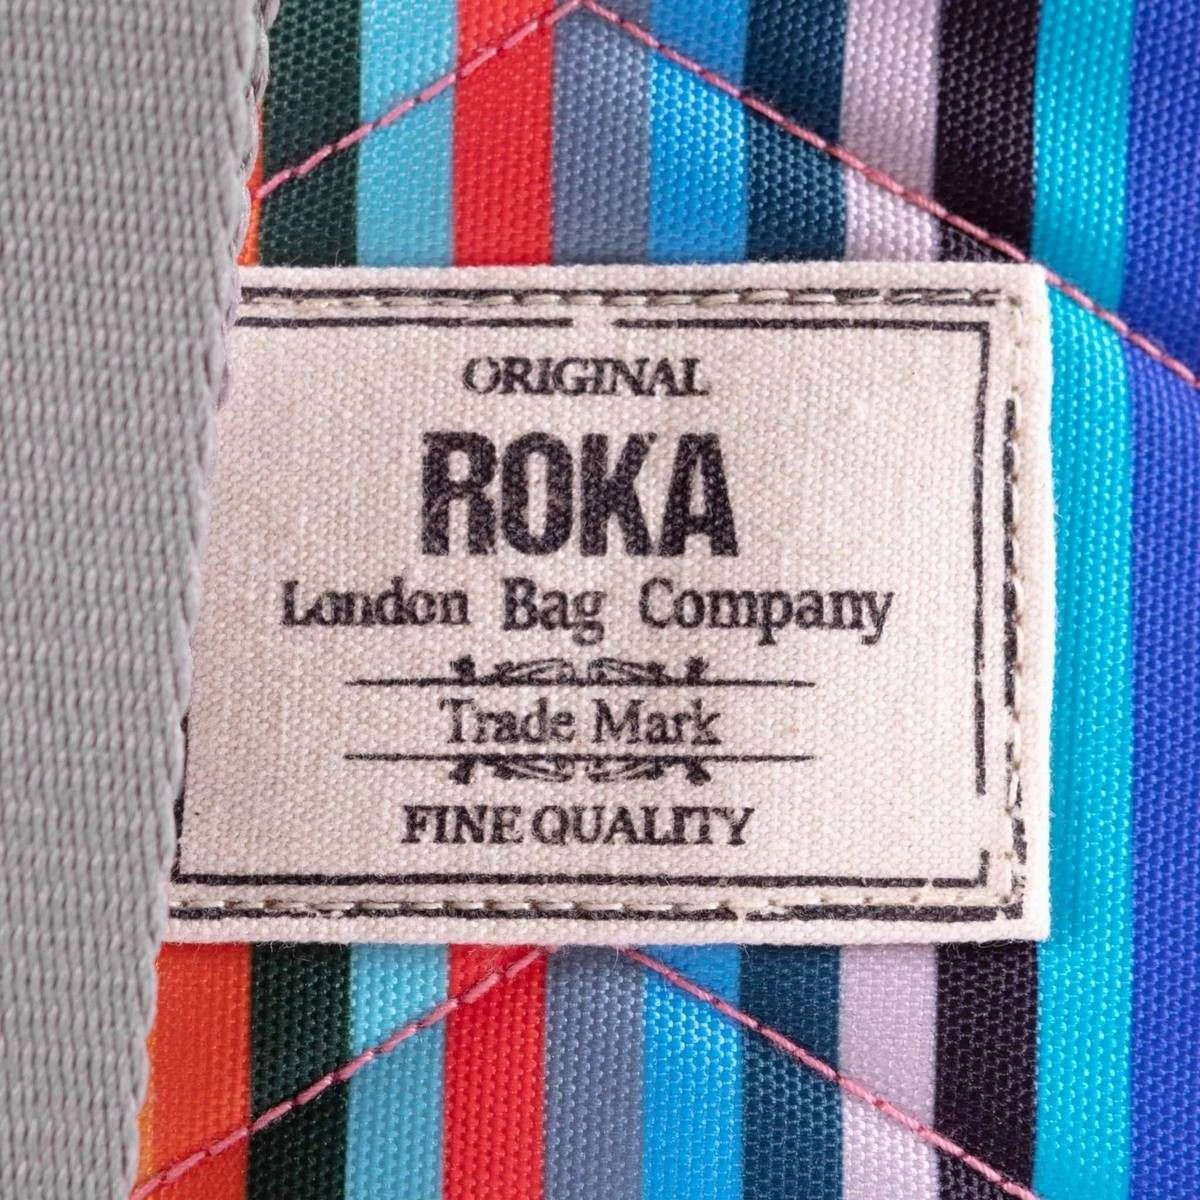 ORIGINAL
ROKA
London Bag Company
Trade Mark
FINE QUALITY